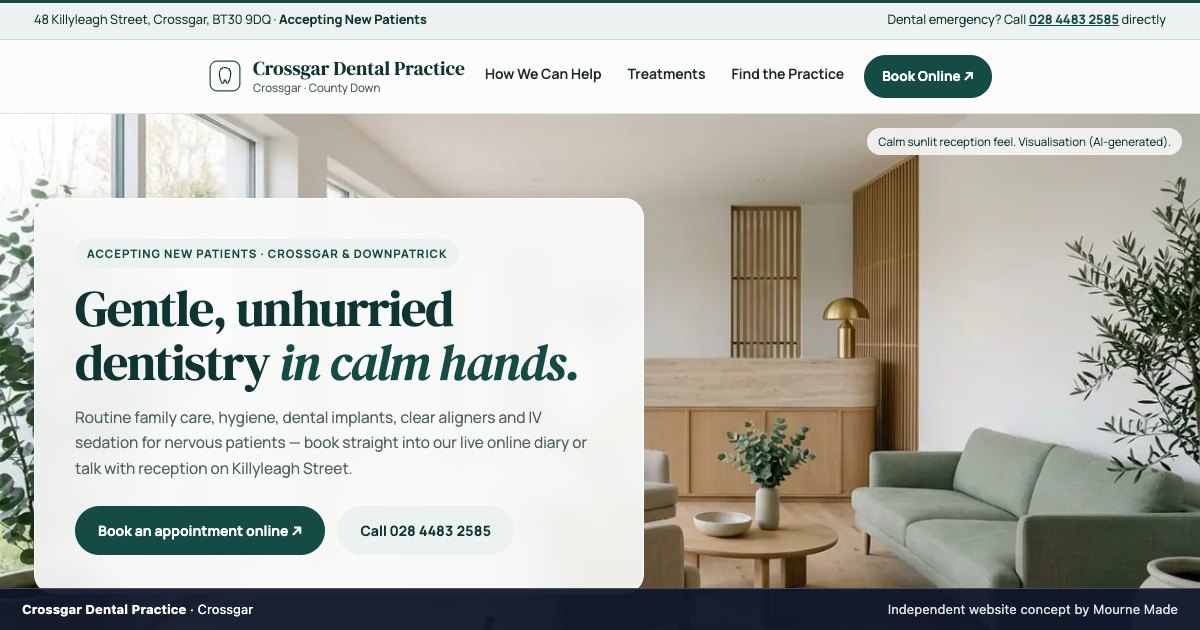 48 Killyleagh Street, Crossgar, BT30 9DQ · Accepting New Patients
Dental emergency? Call 028 4483 2585 directly
Crossgar Dental Practice
Crossgar · County Down
How We Can Help
Treatments
Find the Practice
Book Online ↗
Calm sunlit reception feel. Visualisation (AI-generated).
ACCEPTING NEW PATIENTS · CROSSGAR & DOWNPATRICK
Gentle, unhurried
dentistry in calm hands.
Routine family care, hygiene, dental implants, clear aligners and IV
sedation for nervous patients — book straight into our live online diary or
talk with reception on Killyleagh Street.
Book an appointment online ↗
Call 028 4483 2585
Crossgar Dental Practice · Crossgar
Independent website concept by Mourne Made